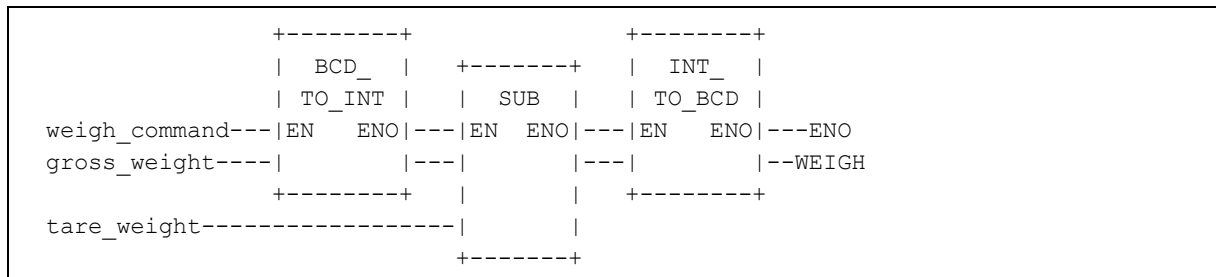 +--------+                       +--------+
| BCD_   |   +-------+   | INT_   |
| TO_INT |   | SUB   |   | TO_BCD |
weigh_command---|EN   ENO|---|EN  ENO|---|EN   ENO|---ENO
gross_weight----|        |---|       |---|        |--WEIGH
+--------+   |       |   +--------+
tare_weight------------------|       |
+-------+